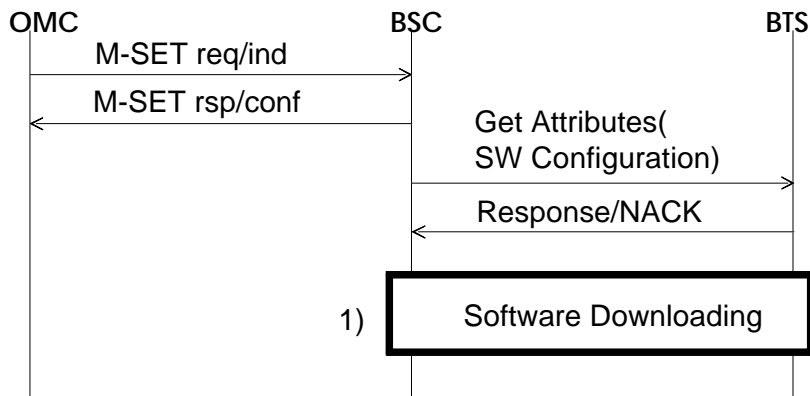 OMC BSC BTS
M-SET req/ind
M-SET rsp/conf
Get Attributes(
SW Configuration)
Response/NACK
1) Software Downloading